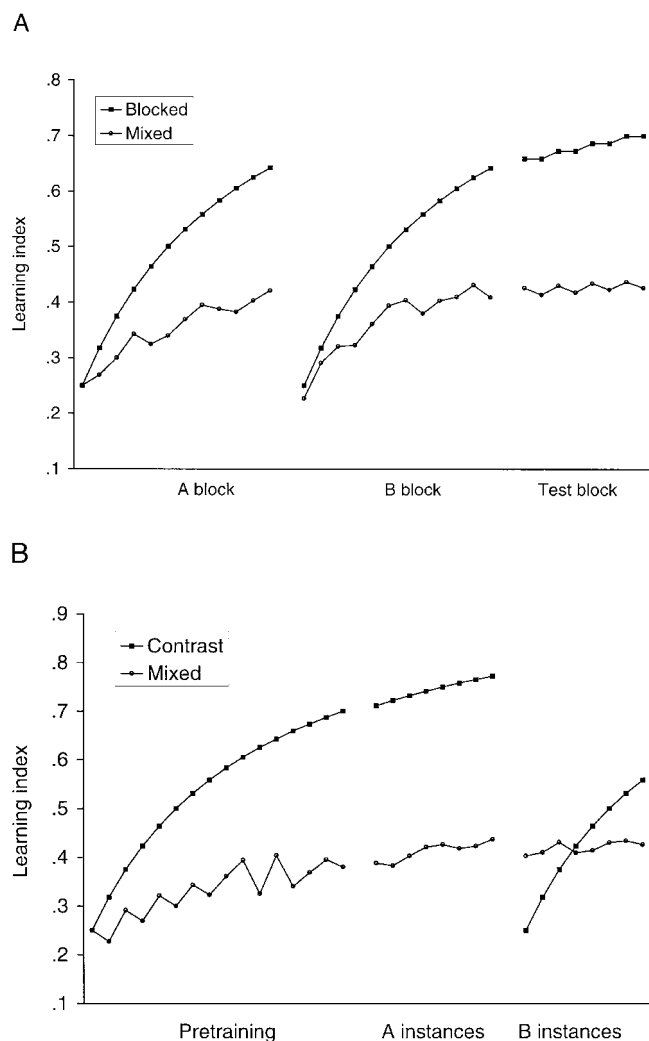 A
.8
.7
.6
.5
.4
.3
.2
.1
Learning index
Blocked
Mixed
A block B block Test block
B
.9
.8
.7
.6
.5
.4
.3
.2
.1
Learning index
Contrast
Mixed
Pretraining A instances B instances